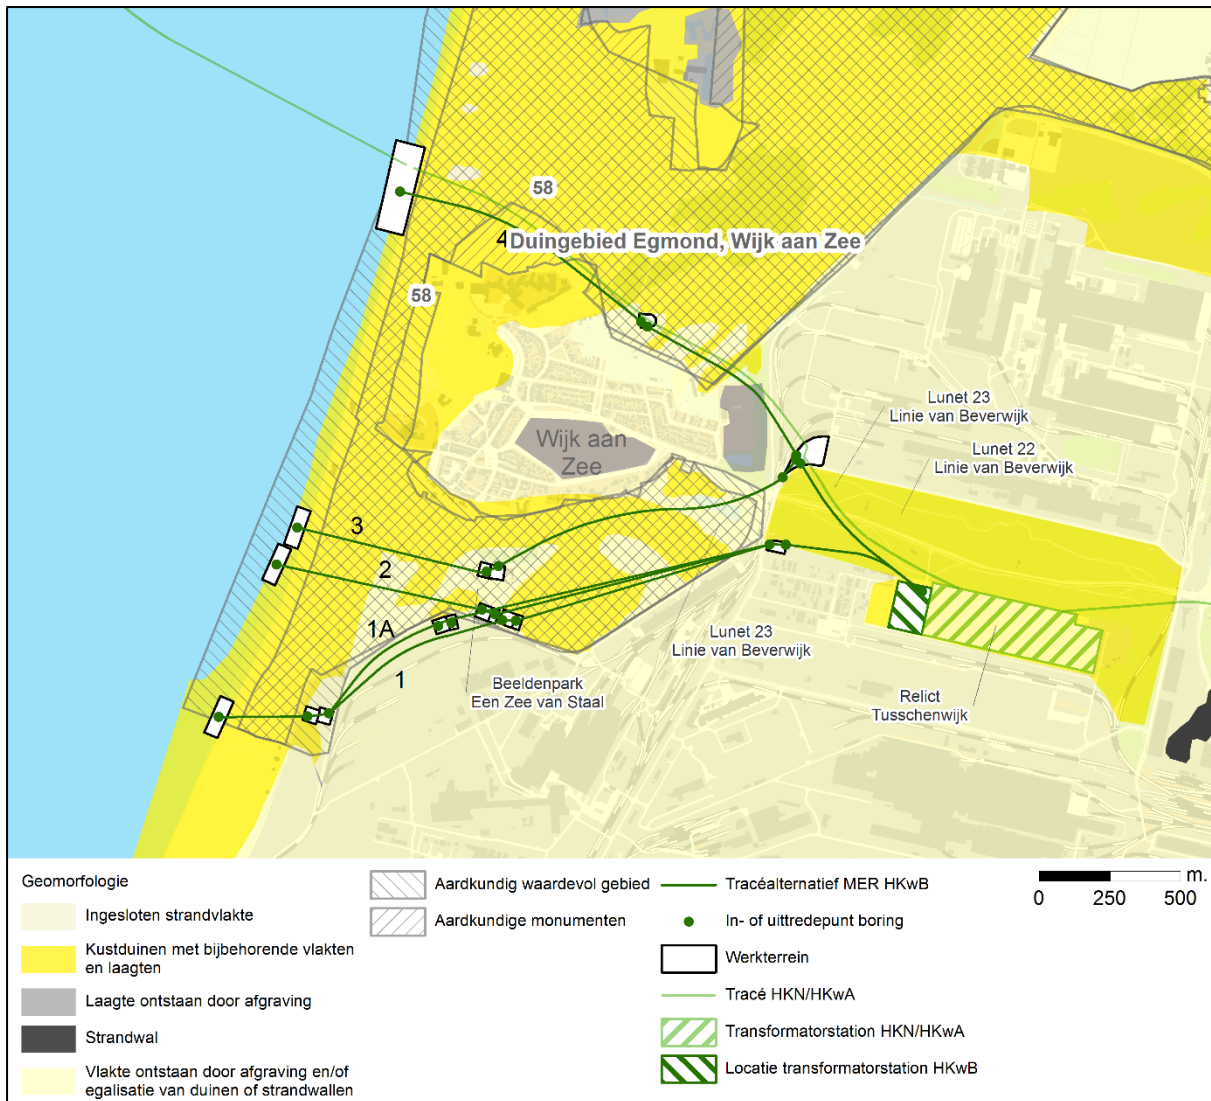 58
4
Duingebied Egmond, Wijk aan Zee
58
Lunet 23
Linie van Beverwijk
Lunet 22
Linie van Beverwijk
Wijk aan
Zee
3
2
1A
1
Lunet 23
Linie van Beverwijk
Beeldenpark
Een Zee van Staal
Relict
Tusschenwijk
Geomorfologie
Ingesloten strandvlakte
Kustduinen met bijbehorende vlakten
en laagten
Laagte ontstaan door afgraving
Strandwal
Vlakte ontstaan door afgraving en/of
egalisatie van duinen of strandwallen
Aardkundig waardevol gebied
Aardkundige monumenten
Tracéalternatief MER HKwB
In- of uittredepunt boring
Werkterrein
Tracé HKN/HKwA
Transformatorstation HKN/HKwA
Locatie transformatorstation HKwB
m.
0 250 500